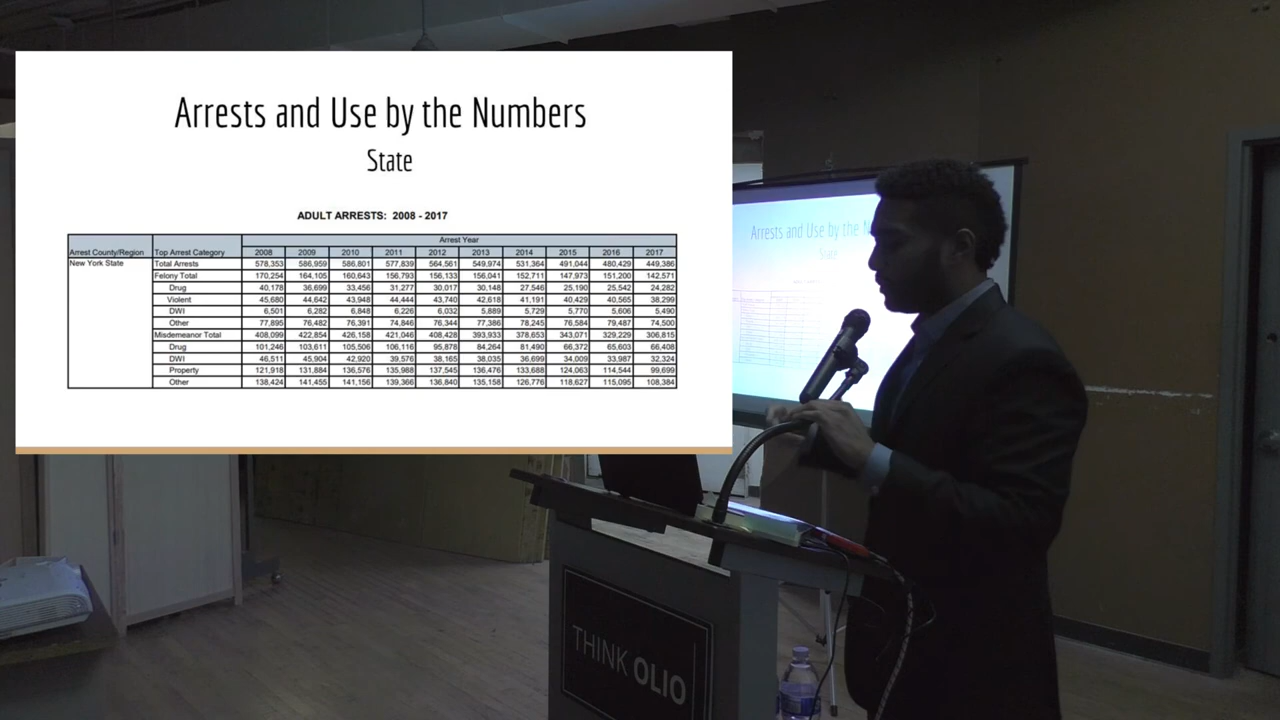 Arrests and Use by the Numbers
State
ADULT ARRESTS: 2008 - 2017
Arrest Year
Arrest County/Region Top Arrest Category 2008 2009 2010 2011 2012 2013 2014 2015 2016 2017
New York State Total Arrests 578,353 586,959 586,801 577,839 564,561 549,974 531,364 491,044 480,429 449,386
Felony Total 170,254 164,105 160,643 156,793 156,133 156,041 152,711 147,973 151,200 142,571
Drug 40,178 36,699 33,456 31,277 30,017 30,148 27,546 25,190 25,542 24,282
Violent 45,680 44,642 43,948 44,444 43,740 42,618 41,191 40,429 40,565 38,299
DWI 6,501 6,282 6,848 6,226 6,032 5,889 5,729 5,770 5,606 5,490
Other 77,895 76,482 76,391 74,846 76,344 77,386 78,245 76,584 79,487 74,500
Misdemeanor Total 408,099 422,854 426,158 421,046 408,428 393,933 378,653 343,071 329,229 306,815
Drug 101,246 103,611 105,506 106,116 95,878 84,264 81,490 66,372 65,603 66,408
DWI 46,511 45,904 42,920 39,576 38,165 38,035 36,699 34,009 33,987 32,324
Property 121,918 131,884 136,576 135,988 137,545 136,476 133,688 124,063 114,544 99,699
Other 138,424 141,455 141,156 139,366 136,840 135,158 126,776 118,627 115,095 108,384
Arrests and Use by the N
State
THINK OLIO